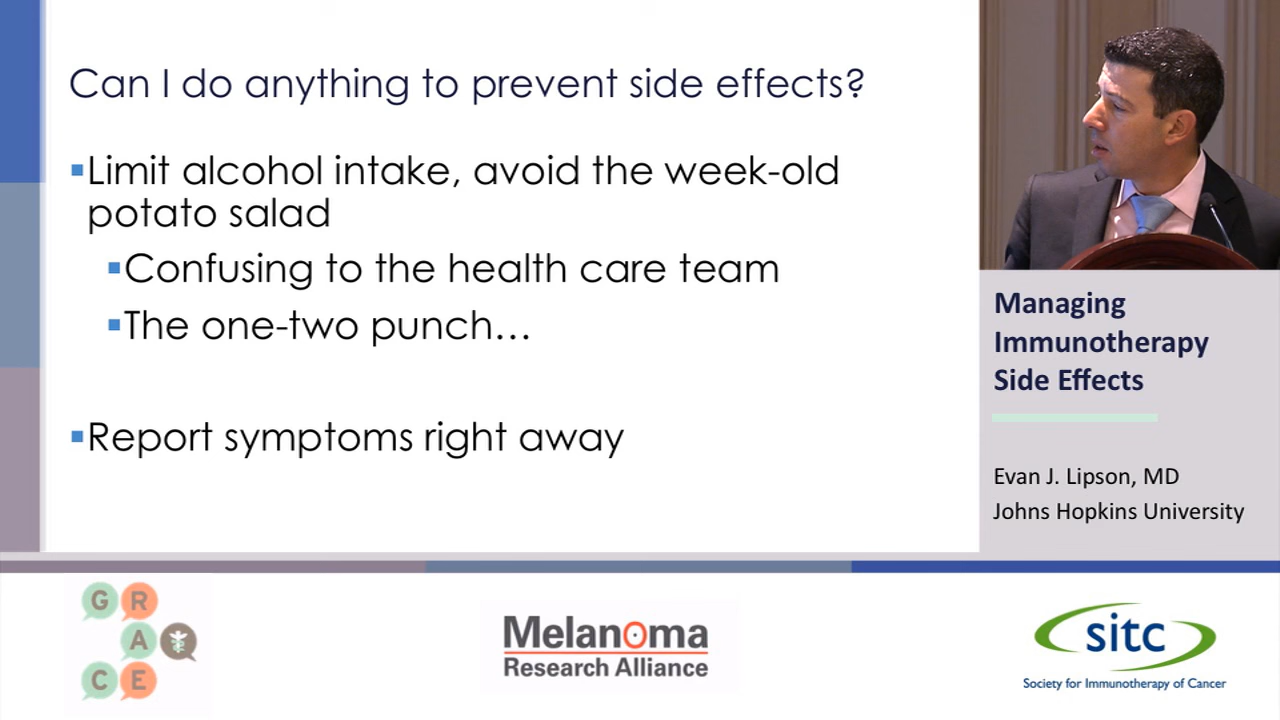 Can I do anything to prevent side effects?
▪Limit alcohol intake, avoid the week-old
potato salad
▪Confusing to the health care team
▪The one-two punch…
▪Report symptoms right away
Managing
Immunotherapy
Side Effects
Evan J. Lipson, MD
Johns Hopkins University
GRACE
Melanoma
Research Alliance
sitc
Society for Immunotherapy of Cancer